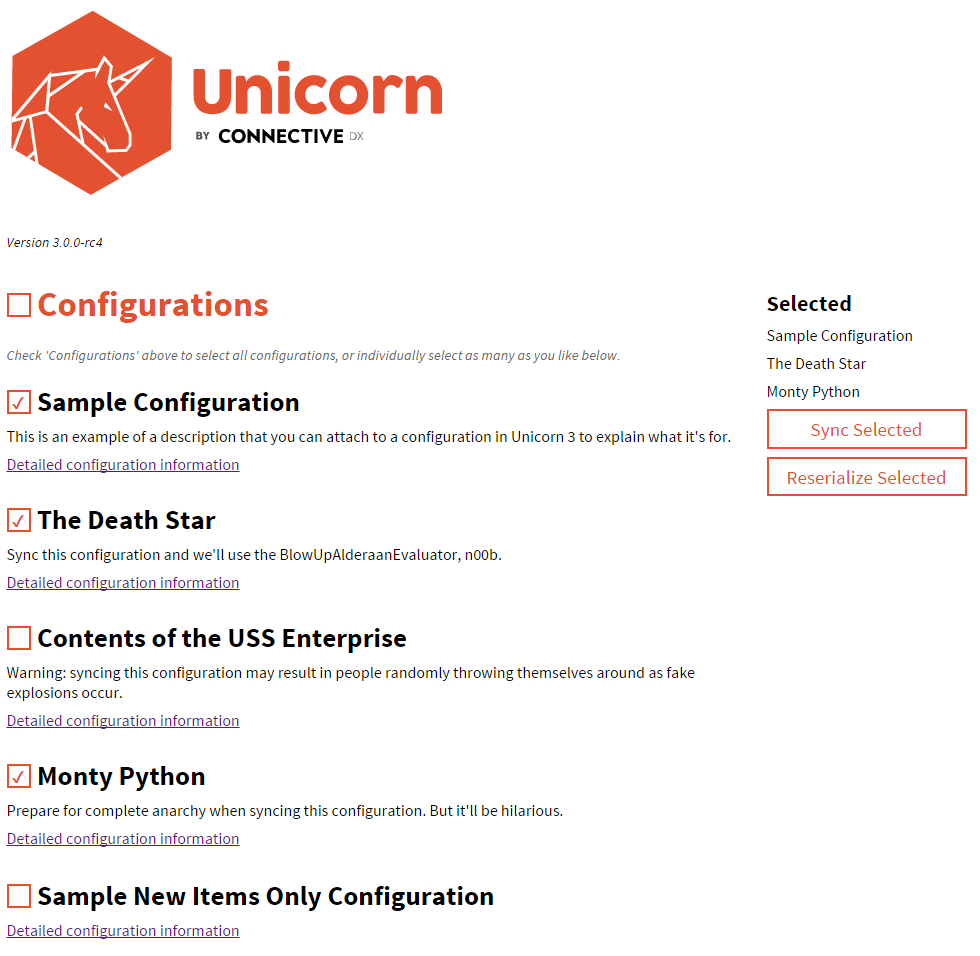 Unicorn
BY CONNECTIVE DX
Version 3.0.0-rc4
Configurations
Check 'Configurations' above to select all configurations, or individually select as many as you like below.
Sample Configuration
This is an example of a description that you can attach to a configuration in Unicorn 3 to explain what it's for.
Detailed configuration information
The Death Star
Sync this configuration and we'll use the BlowUpAlderaanEvaluator, n00b.
Detailed configuration information
Contents of the USS Enterprise
Warning: syncing this configuration may result in people randomly throwing themselves around as fake
explosions occur.
Detailed configuration information
Monty Python
Prepare for complete anarchy when syncing this configuration. But it'll be hilarious.
Detailed configuration information
Sample New Items Only Configuration
Detailed configuration information
Selected
Sample Configuration
The Death Star
Monty Python
Sync Selected
Reserialize Selected